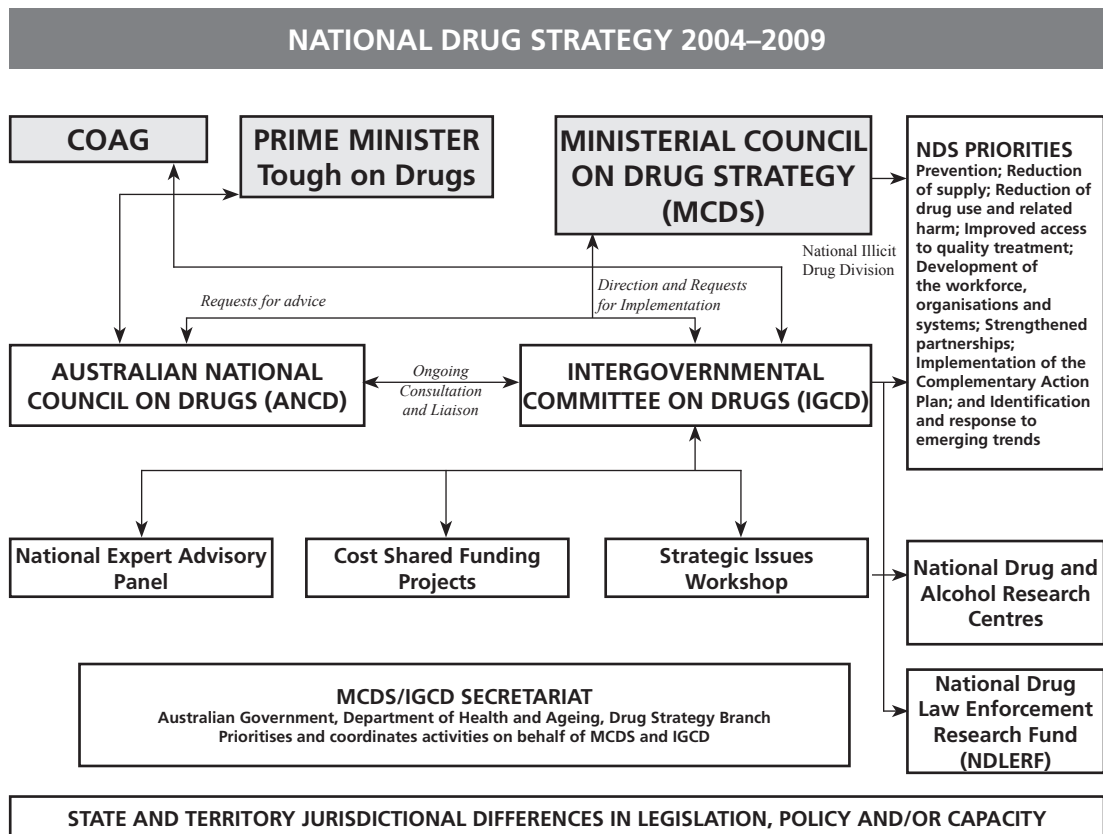 NATIONAL DRUG STRATEGY 2004–2009
COAG
PRIME MINISTER
Tough on Drugs
MINISTERIAL COUNCIL
ON DRUG STRATEGY
(MCDS)
NDS PRIORITIES
Prevention; Reduction
of supply; Reduction of
drug use and related
harm; Improved access
to quality treatment;
Development of
the workforce,
organisations and
systems; Strengthened
partnerships;
Implementation of the
Complementary Action
Plan; and Identification
and response to
emerging trends
National Illicit
Drug Division
Requests for advice
Direction and Requests
for Implementation
AUSTRALIAN NATIONAL
COUNCIL ON DRUGS (ANCD)
Ongoing
Consultation
and Liaison
INTERGOVERNMENTAL
COMMITTEE ON DRUGS (IGCD)
National Expert Advisory
Panel
Cost Shared Funding
Projects
Strategic Issues
Workshop
National Drug and
Alcohol Research
Centres
MCDS/IGCD SECRETARIAT
Australian Government, Department of Health and Ageing, Drug Strategy Branch
Prioritises and coordinates activities on behalf of MCDS and IGCD
National Drug
Law Enforcement
Research Fund
(NDLERF)
STATE AND TERRITORY JURISDICTIONAL DIFFERENCES IN LEGISLATION, POLICY AND/OR CAPACITY